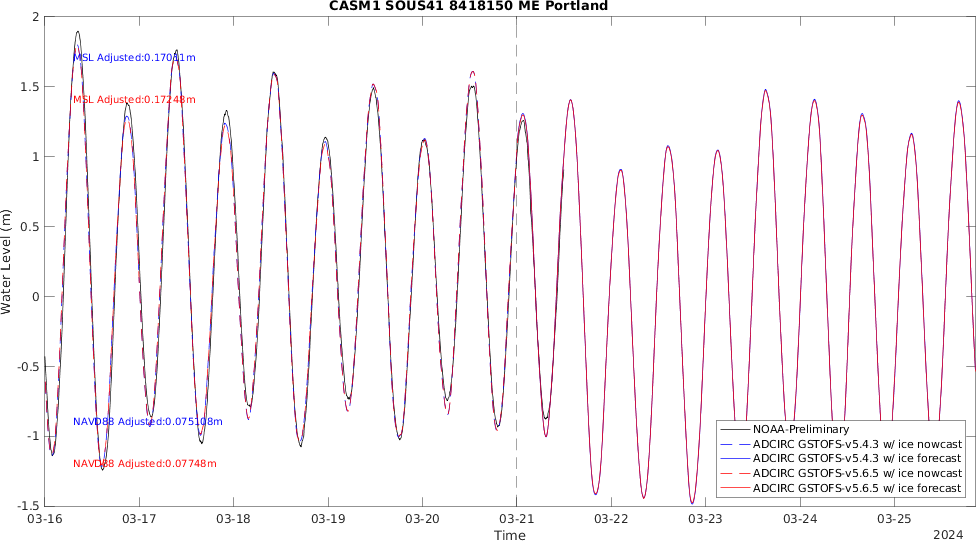 CASM1 SOUS41 8418150 ME Portland
2
1.5
1
0.5
0
-0.5
-1
-1.5
Water Level (m)
MSL Adjusted:0.17011m
MSL Adjusted:0.17248m
NAVD88 Adjusted:0.075108m
NAVD88 Adjusted:0.07748m
NOAA-Preliminary
ADCIRC GSTOFS-v5.4.3 w/ ice nowcast
ADCIRC GSTOFS-v5.4.3 w/ ice forecast
ADCIRC GSTOFS-v5.6.5 w/ ice nowcast
ADCIRC GSTOFS-v5.6.5 w/ ice forecast
03-16 03-17 03-18 03-19 03-20 03-21 03-22 03-23 03-24 03-25
Time
2024